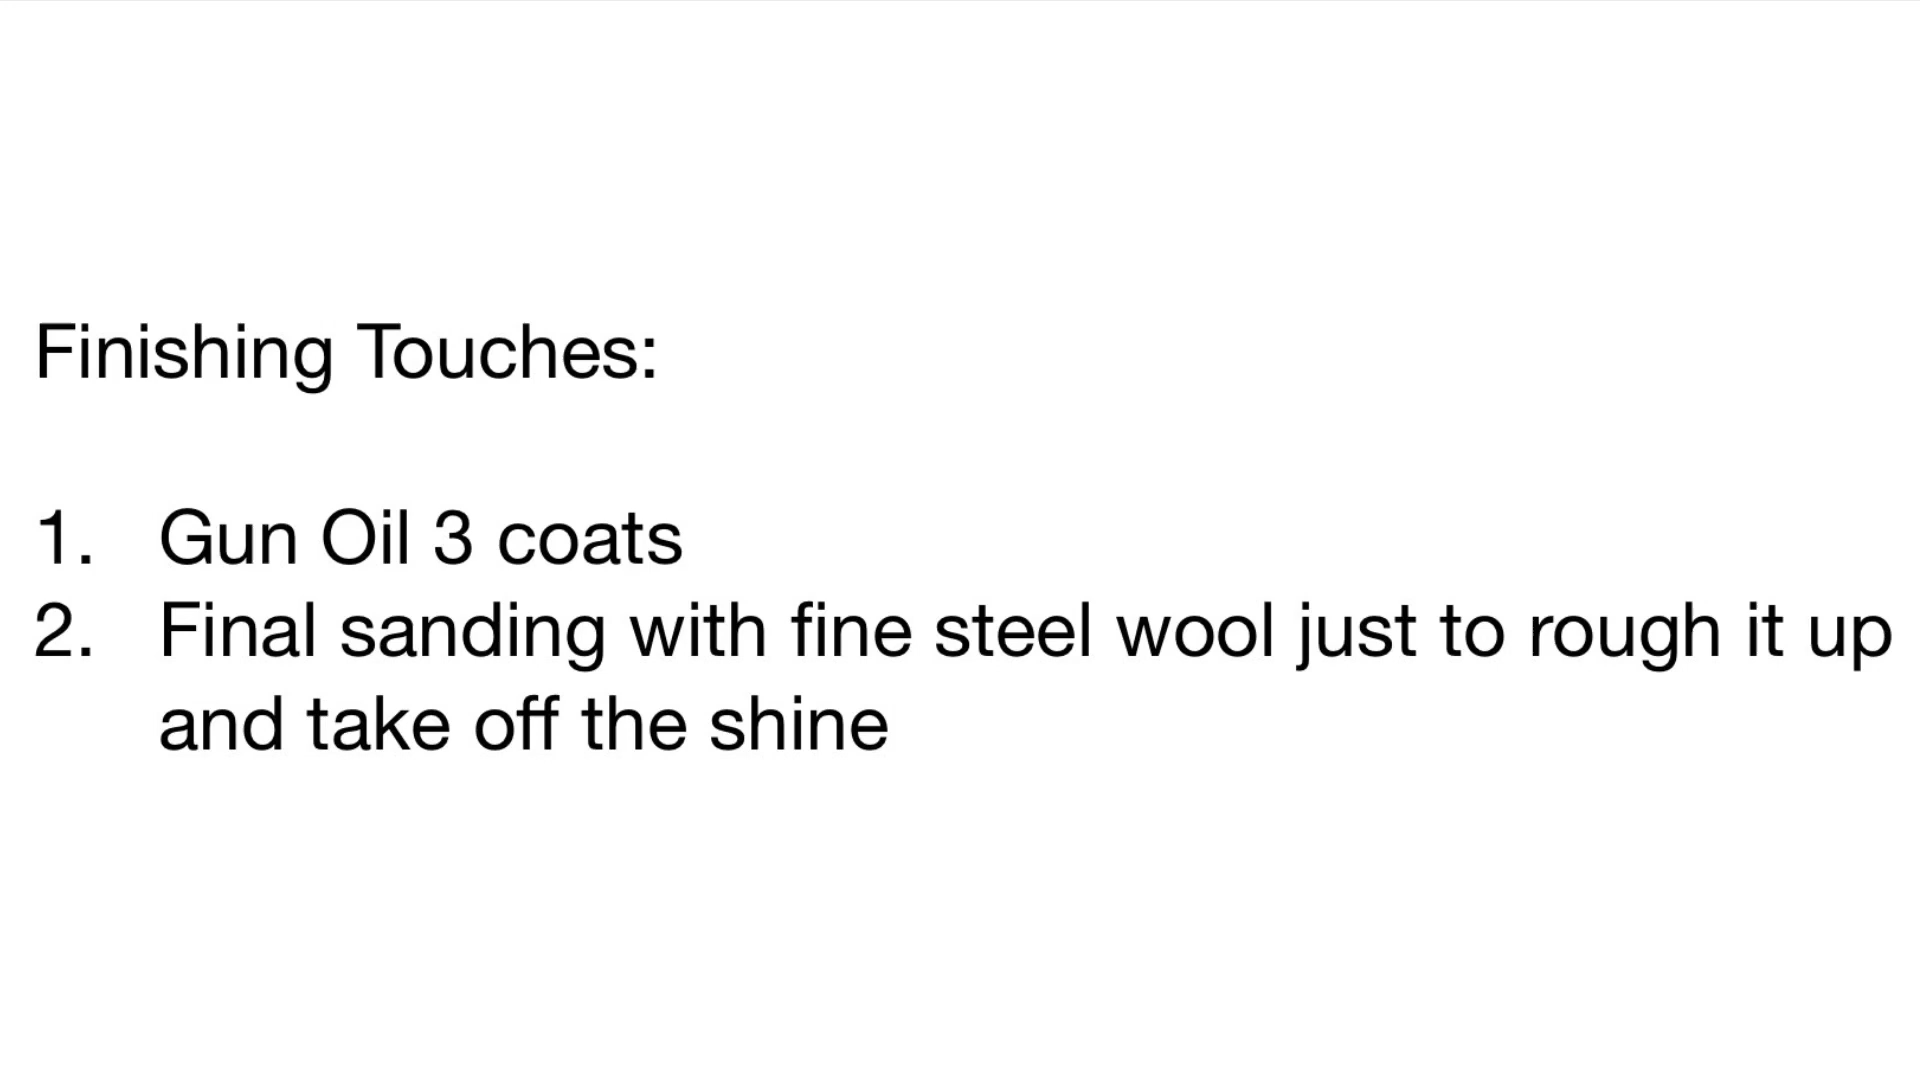 Finishing Touches:
1. Gun Oil 3 coats
2. Final sanding with fine steel wool just to rough it up
and take off the shine